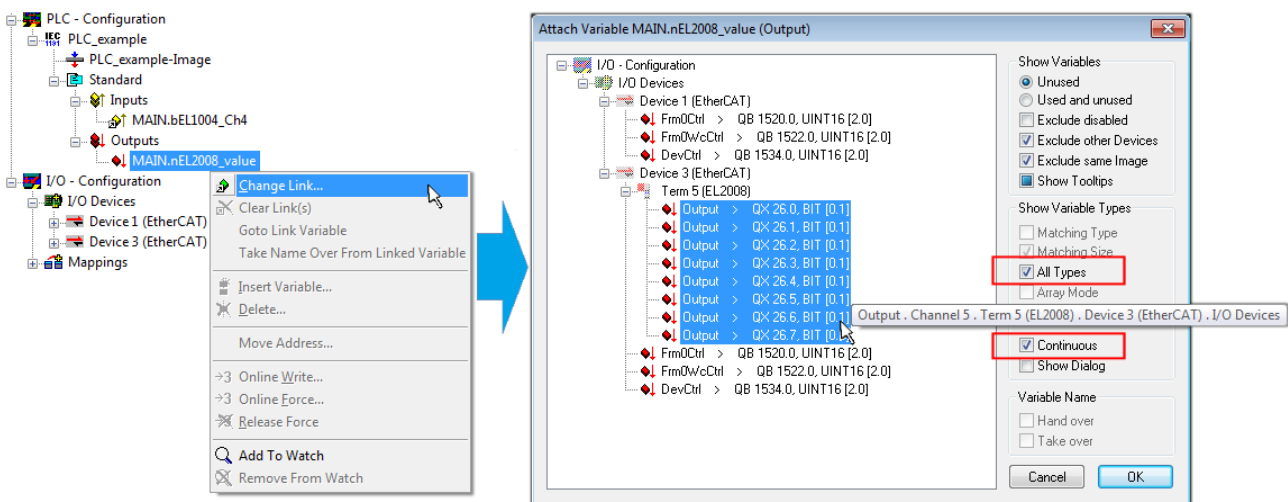 PLC - Configuration
IEC
1131
PLC_example
PLC_example-Image
Standard
Inputs
MAIN.bEL1004_Ch4
Outputs
MAIN.nEL2008_value
I/O - Configuration
I/O Devices
Device 1 (EtherCAT)
Device 3 (EtherCAT)
Mappings
Change Link...
Clear Link(s)
Goto Link Variable
Take Name Over From Linked Variable
Insert Variable...
Delete...
Move Address...
→3 Online Write...
→3 Online Force...
Release Force
Add To Watch
Remove From Watch
Attach Variable MAIN.nEL2008_value (Output)
I/O - Configuration
I/O Devices
Device 1 (EtherCAT)
Frm0Ctrl > QB 1520.0, UINT16 [2.0]
Frm0WcCtrl > QB 1522.0, UINT16 [2.0]
DevCtrl > QB 1534.0, UINT16 [2.0]
Device 3 (EtherCAT)
Term 5 (EL2008)
Output > QX 26.0, BIT [0.1]
Output > QX 26.1, BIT [0.1]
Output > QX 26.2, BIT [0.1]
Output > QX 26.3, BIT [0.1]
Output > QX 26.4, BIT [0.1]
Output > QX 26.5, BIT [0.1]
Output > QX 26.6, BIT [0.1]
Output > QX 26.7, BIT [0.
Frm0Ctrl > QB 1520.0, UINT16 [2.0]
Frm0WcCtrl > QB 1522.0, UINT16 [2.0]
DevCtrl > QB 1534.0, UINT16 [2.0]
Show Variables
Unused
Used and unused
Exclude disabled
Exclude other Devices
Exclude same Image
Show Tooltips
Show Variable Types
Matching Type
Matching Size
All Types
Array Mode
Output . Channel 5 . Term 5 (EL2008) . Device 3 (EtherCAT) . I/O Devices
Continuous
Show Dialog
Variable Name
Hand over
Take over
Cancel
OK